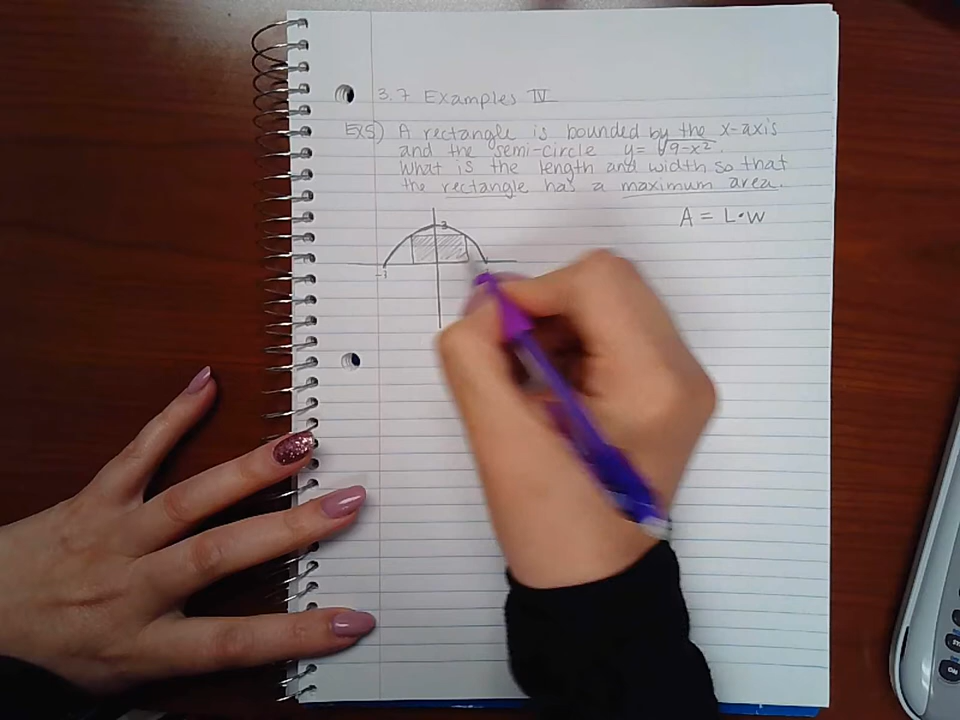 3.7 Examples IV
EX5) A rectangle is bounded by the x-axis
and the semi-circle y= √9-x²
What is the length and width so that
the rectangle has a maximum area.
A = L•W
3
-3